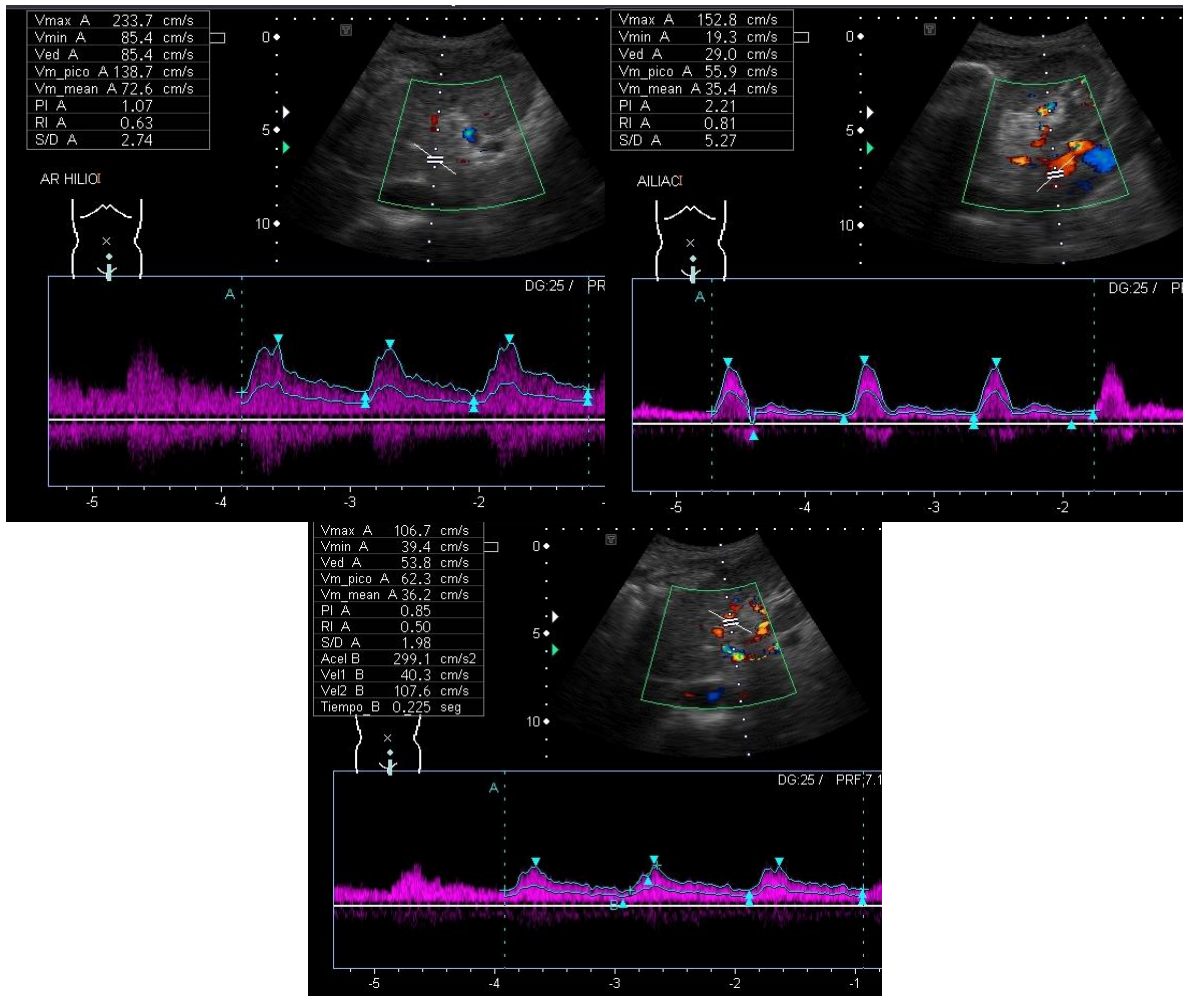 Vmax A 233.7 cm/s
Vmin A 85.4 cm/s
Ved A 85.4 cm/s
Vm_pico A 138.7 cm/s
Vm_mean A 72.6 cm/s
PI A 1.07
RI A 0.63
S/D A 2.74
0
5
10
AR HILIO
A
DG:25 / PR
-5 -4 -3 -2
Vmax A 152.8 cm/s
Vmin A 19.3 cm/s
Ved A 29.0 cm/s
Vm_pico A 55.9 cm/s
Vm_mean A 35.4 cm/s
PI A 2.21
RI A 0.81
S/D A 5.27
0
5
10
AILIAC
A
DG:25 /
-5 -4 -3 -2
Vmax A 106.7 cm/s
Vmin A 39.4 cm/s
Ved A 53.8 cm/s
Vm_pico A 62.3 cm/s
Vm_mean A 36.2 cm/s
PI A 0.85
RI A 0.50
S/D A 1.98
Acel B 299.1 cm/s2
Vel1 B 40.3 cm/s
Vel2 B 107.6 cm/s
Tiempo_B 0.225 seg
0
5
10
A
DG:25 / PRF 7.1
B
-5 -4 -3 -2 -1